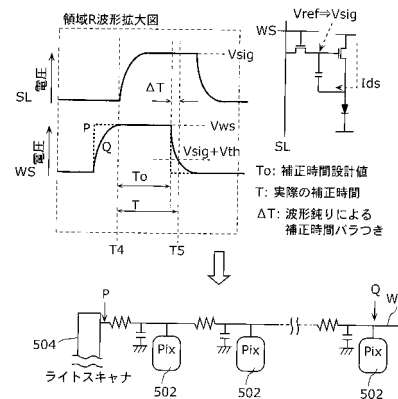 領域R波形拡大図
電圧
SL
Vsig
ΔT
電圧
WS
P
Q
Vws
Vsig+Vth
To
T
T4
T5
Vref⇒Vsig
WS
Ids
SL
To: 補正時間設計値
T: 実際の補正時間
ΔT: 波形鈍りによる
補正時間バラつき
P
Q
504
ライトスキャナ
Pix
502
Pix
502
Pix
502